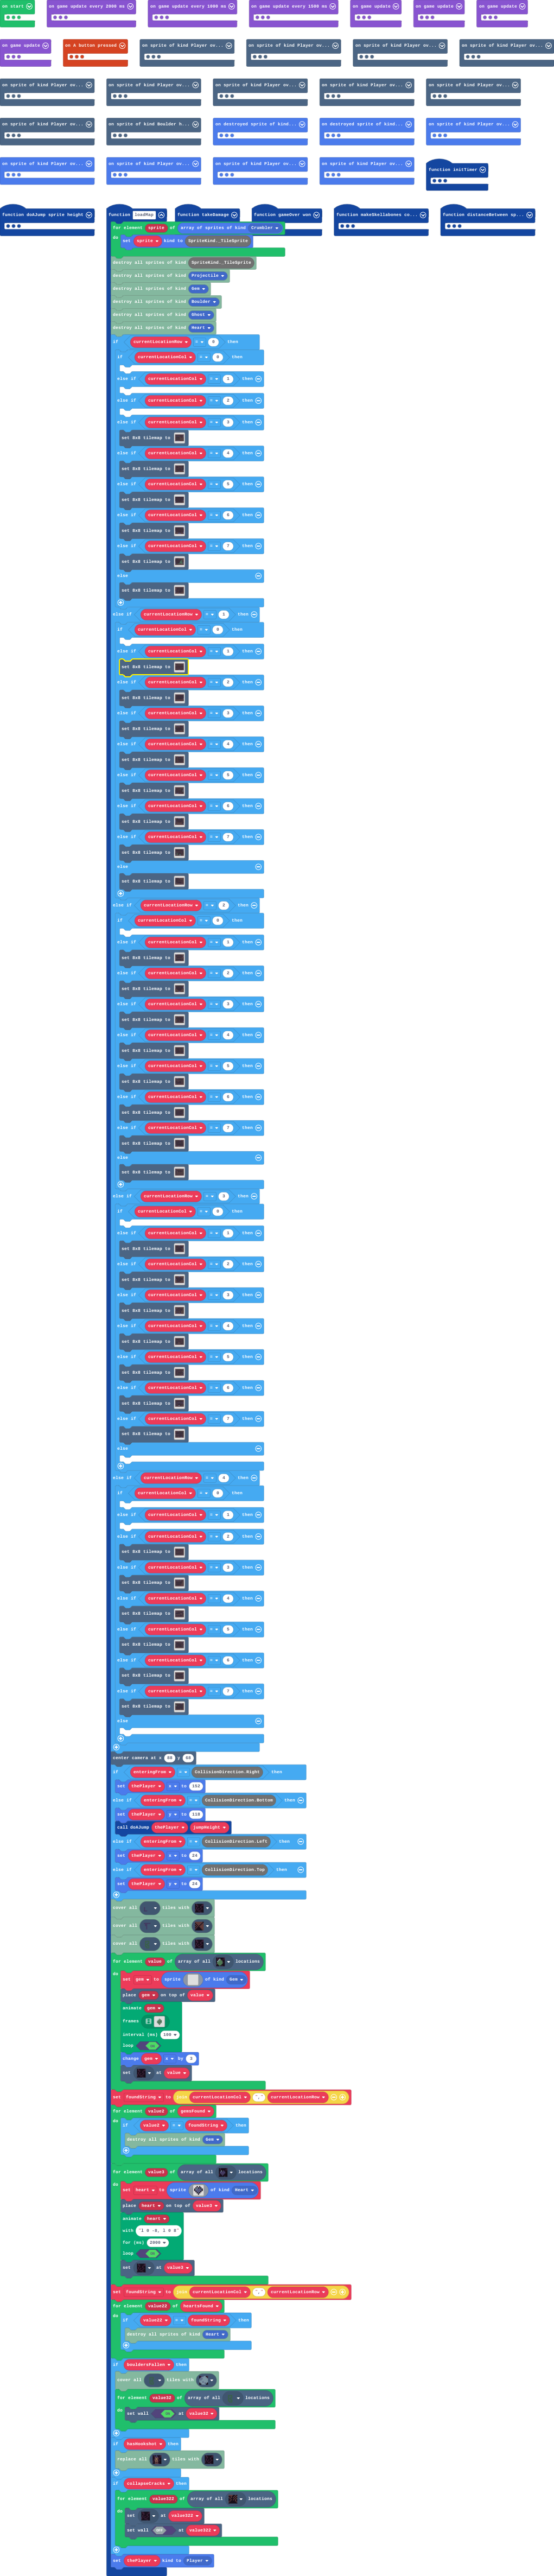 on start
on game update every 2000 ms
on game update every 1000 ms
on game update every 1500 ms
on game update
on game update
on game update
on game update
on A button pressed
on sprite of kind Player ov...
on sprite of kind Player ov...
on sprite of kind Player ov...
on sprite of kind Player ov...
on sprite of kind Player ov...
on sprite of kind Player ov...
on sprite of kind Player ov...
on sprite of kind Player ov...
on sprite of kind Player ov...
on sprite of kind Player ov...
on sprite of kind Boulder h...
on destroyed sprite of kind...
on destroyed sprite of kind...
on sprite of kind Player ov...
on sprite of kind Player ov...
on sprite of kind Player ov...
on sprite of kind Player ov...
on sprite of kind Player ov...
function initTimer
function doAJump sprite height
function loadMap
function takeDamage
function gameOver won
function makeSkullabones co...
function distanceBetween sp...
for element sprite of array of sprites of kind Crumbler
do
set sprite kind to SpriteKind._TileSprite
destroy all sprites of kind SpriteKind._TileSprite
destroy all sprites of kind Projectile
destroy all sprites of kind Gem
destroy all sprites of kind Boulder
destroy all sprites of kind Ghost
destroy all sprites of kind Heart
if currentLocationRow = 0 then
if currentLocationCol = 0 then
else if currentLocationCol = 1 then
else if currentLocationCol = 2 then
else if currentLocationCol = 3 then
set 8x8 tilemap to
else if currentLocationCol = 4 then
set 8x8 tilemap to
else if currentLocationCol = 5 then
set 8x8 tilemap to
else if currentLocationCol = 6 then
set 8x8 tilemap to
else if currentLocationCol = 7 then
set 8x8 tilemap to
else
set 8x8 tilemap to
else if currentLocationRow = 1 then
if currentLocationCol = 0 then
else if currentLocationCol = 1 then
set 8x8 tilemap to
else if currentLocationCol = 2 then
set 8x8 tilemap to
else if currentLocationCol = 3 then
set 8x8 tilemap to
else if currentLocationCol = 4 then
set 8x8 tilemap to
else if currentLocationCol = 5 then
set 8x8 tilemap to
else if currentLocationCol = 6 then
set 8x8 tilemap to
else if currentLocationCol = 7 then
set 8x8 tilemap to
else
set 8x8 tilemap to
else if currentLocationRow = 2 then
if currentLocationCol = 0 then
else if currentLocationCol = 1 then
set 8x8 tilemap to
else if currentLocationCol = 2 then
set 8x8 tilemap to
else if currentLocationCol = 3 then
set 8x8 tilemap to
else if currentLocationCol = 4 then
set 8x8 tilemap to
else if currentLocationCol = 5 then
set 8x8 tilemap to
else if currentLocationCol = 6 then
set 8x8 tilemap to
else if currentLocationCol = 7 then
set 8x8 tilemap to
else
set 8x8 tilemap to
else if currentLocationRow = 3 then
if currentLocationCol = 0 then
else if currentLocationCol = 1 then
set 8x8 tilemap to
else if currentLocationCol = 2 then
set 8x8 tilemap to
else if currentLocationCol = 3 then
set 8x8 tilemap to
else if currentLocationCol = 4 then
set 8x8 tilemap to
else if currentLocationCol = 5 then
set 8x8 tilemap to
else if currentLocationCol = 6 then
set 8x8 tilemap to
else if currentLocationCol = 7 then
set 8x8 tilemap to
else
else if currentLocationRow = 4 then
if currentLocationCol = 0 then
else if currentLocationCol = 1 then
else if currentLocationCol = 2 then
set 8x8 tilemap to
else if currentLocationCol = 3 then
set 8x8 tilemap to
else if currentLocationCol = 4 then
set 8x8 tilemap to
else if currentLocationCol = 5 then
set 8x8 tilemap to
else if currentLocationCol = 6 then
set 8x8 tilemap to
else if currentLocationCol = 7 then
set 8x8 tilemap to
else
center camera at x 80 y 60
if enteringFrom = CollisionDirection.Right then
set thePlayer x to 152
else if enteringFrom = CollisionDirection.Bottom then
set thePlayer y to 110
call doAJump thePlayer jumpHeight
else if enteringFrom = CollisionDirection.Left then
set thePlayer x to 24
else if enteringFrom = CollisionDirection.Top then
set thePlayer y to 24
cover all tiles with
cover all tiles with
cover all tiles with
for element value of array of all locations
do
set gem to sprite of kind Gem
place gem on top of value
animate gem
frames
interval (ms) 100
loop
change gem x by 3
set at value
set foundString to join currentLocationCol "," currentLocationRow
for element value2 of gemsFound
do
if value2 = foundString then
destroy all sprites of kind Gem
for element value3 of array of all locations
do
set heart to sprite of kind Heart
place heart on top of value3
animate heart
with
for (ms) 2000
loop
set at value3
set foundString to join currentLocationCol "," currentLocationRow
for element value22 of heartsFound
do
if value22 = foundString then
destroy all sprites of kind Heart
if bouldersFallen then
cover all tiles with
for element value32 of array of all locations
do
set wall at value32
if hasHookshot then
replace all tiles with
if collapseCracks then
for element value322 of array of all locations
do
set at value322
set wall at value322
set thePlayer kind to Player